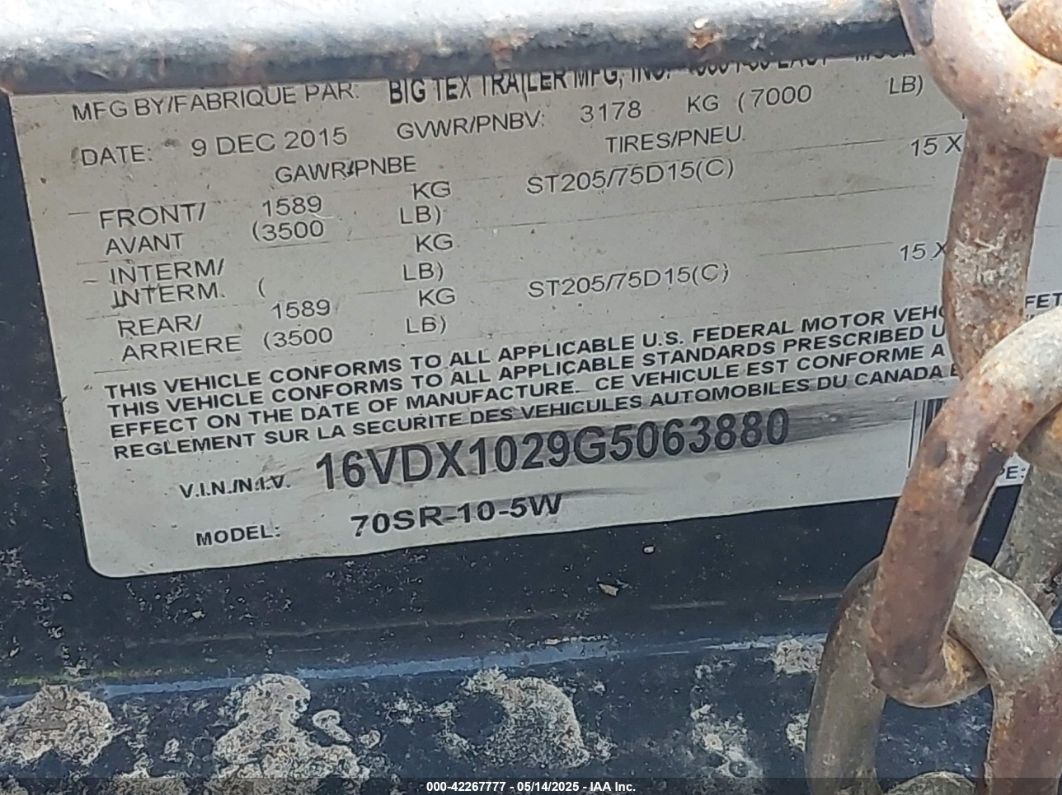 MFG BY/FABRIQUE PAR: BIG TEX TRAILER MFG, INC.
DATE: 9 DEC 2015 GVWR/PNBV: 3178 KG (7000 LB)
GAWR/PNBE TIRES/PNEU.
FRONT/ 1589 KG ST205/75D15(C) 15 X
AVANT (3500 LB)
INTERM/ KG
INTERM. ( LB)
REAR/ 1589 KG ST205/75D15(C) 15 X
ARRIERE (3500 LB)
THIS VEHICLE CONFORMS TO ALL APPLICABLE U.S. FEDERAL MOTOR VEH
THIS VEHICLE CONFORMS TO ALL APPLICABLE STANDARDS PRESCRIBED U
EFFECT ON THE DATE OF MANUFACTURE. CE VEHICULE EST CONFORME A
REGLEMENT SUR LA SECURITE DES VEHICULES AUTOMOBILES DU CANADA
V.I.N./N.I.V. 16VDX1029G5063880
MODEL: 70SR-10-5W
000-42267777 - 05/14/2025 - IAA Inc.